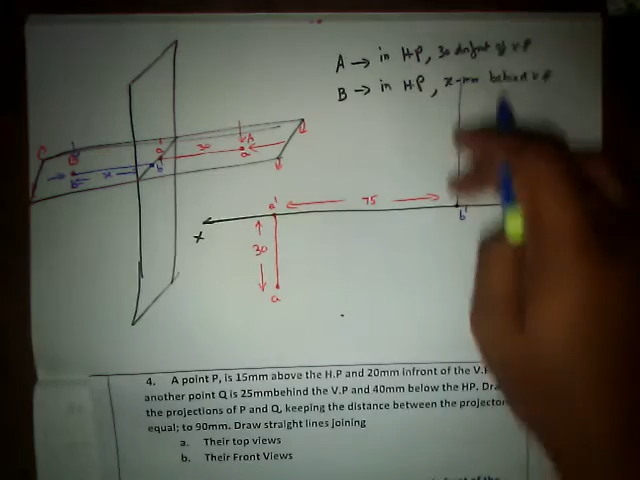 A → in H.P, 30 infront of V.P
B → in H.P, x-mm behind V.P
C
B
b
x
b'
a'
30
A
a
x
a'
75
b'
30
a
4. A point P, is 15mm above the H.P and 20mm infront of the V.P
another point Q is 25mmbehind the V.P and 40mm below the HP. Dra
the projections of P and Q, keeping the distance between the projector
equal; to 90mm. Draw straight lines joining
a. Their top views
b. Their Front Views